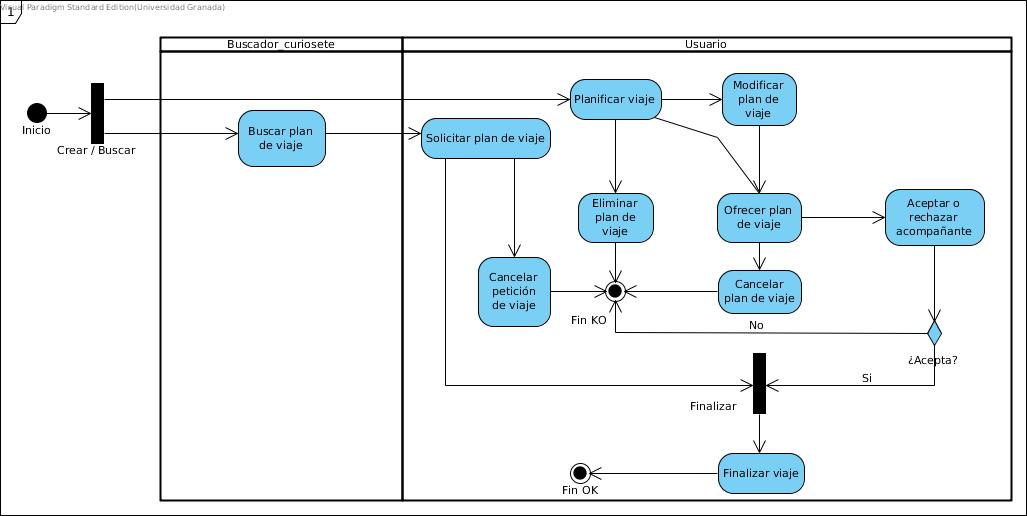 Visual Paradigm Standard Edition(Universidad Granada)
1
Buscador_curiosete
Usuario
Inicio
Crear / Buscar
Buscar plan
de viaje
Solicitar plan de viaje
Planificar viaje
Modificar
plan de
viaje
Eliminar
plan de
viaje
Ofrecer plan
de viaje
Aceptar o
rechazar
acompañante
Cancelar
petición
de viaje
Cancelar
plan de viaje
Fin KO
No
¿Acepta?
Si
Finalizar
Finalizar viaje
Fin OK